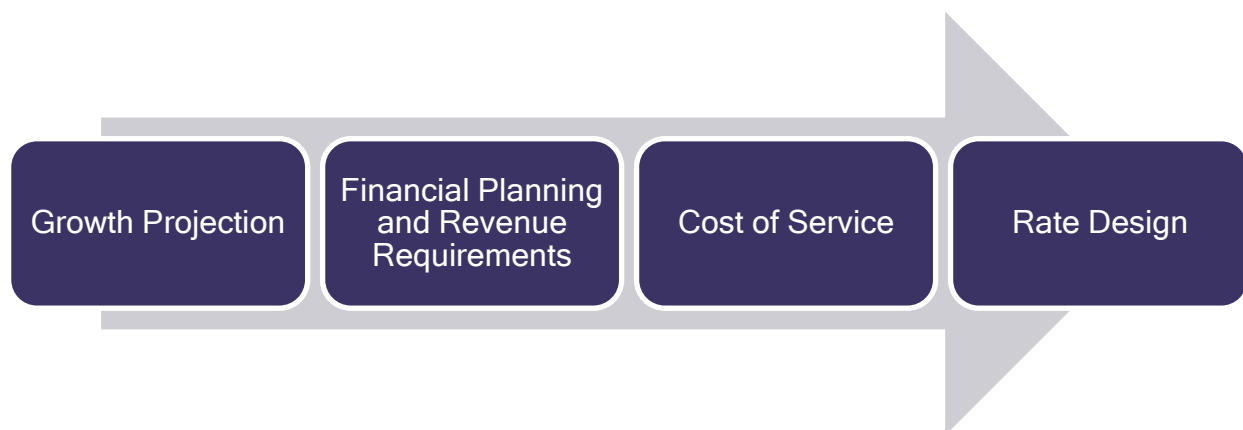 Growth Projection
Financial Planning
and Revenue
Requirements
Cost of Service
Rate Design